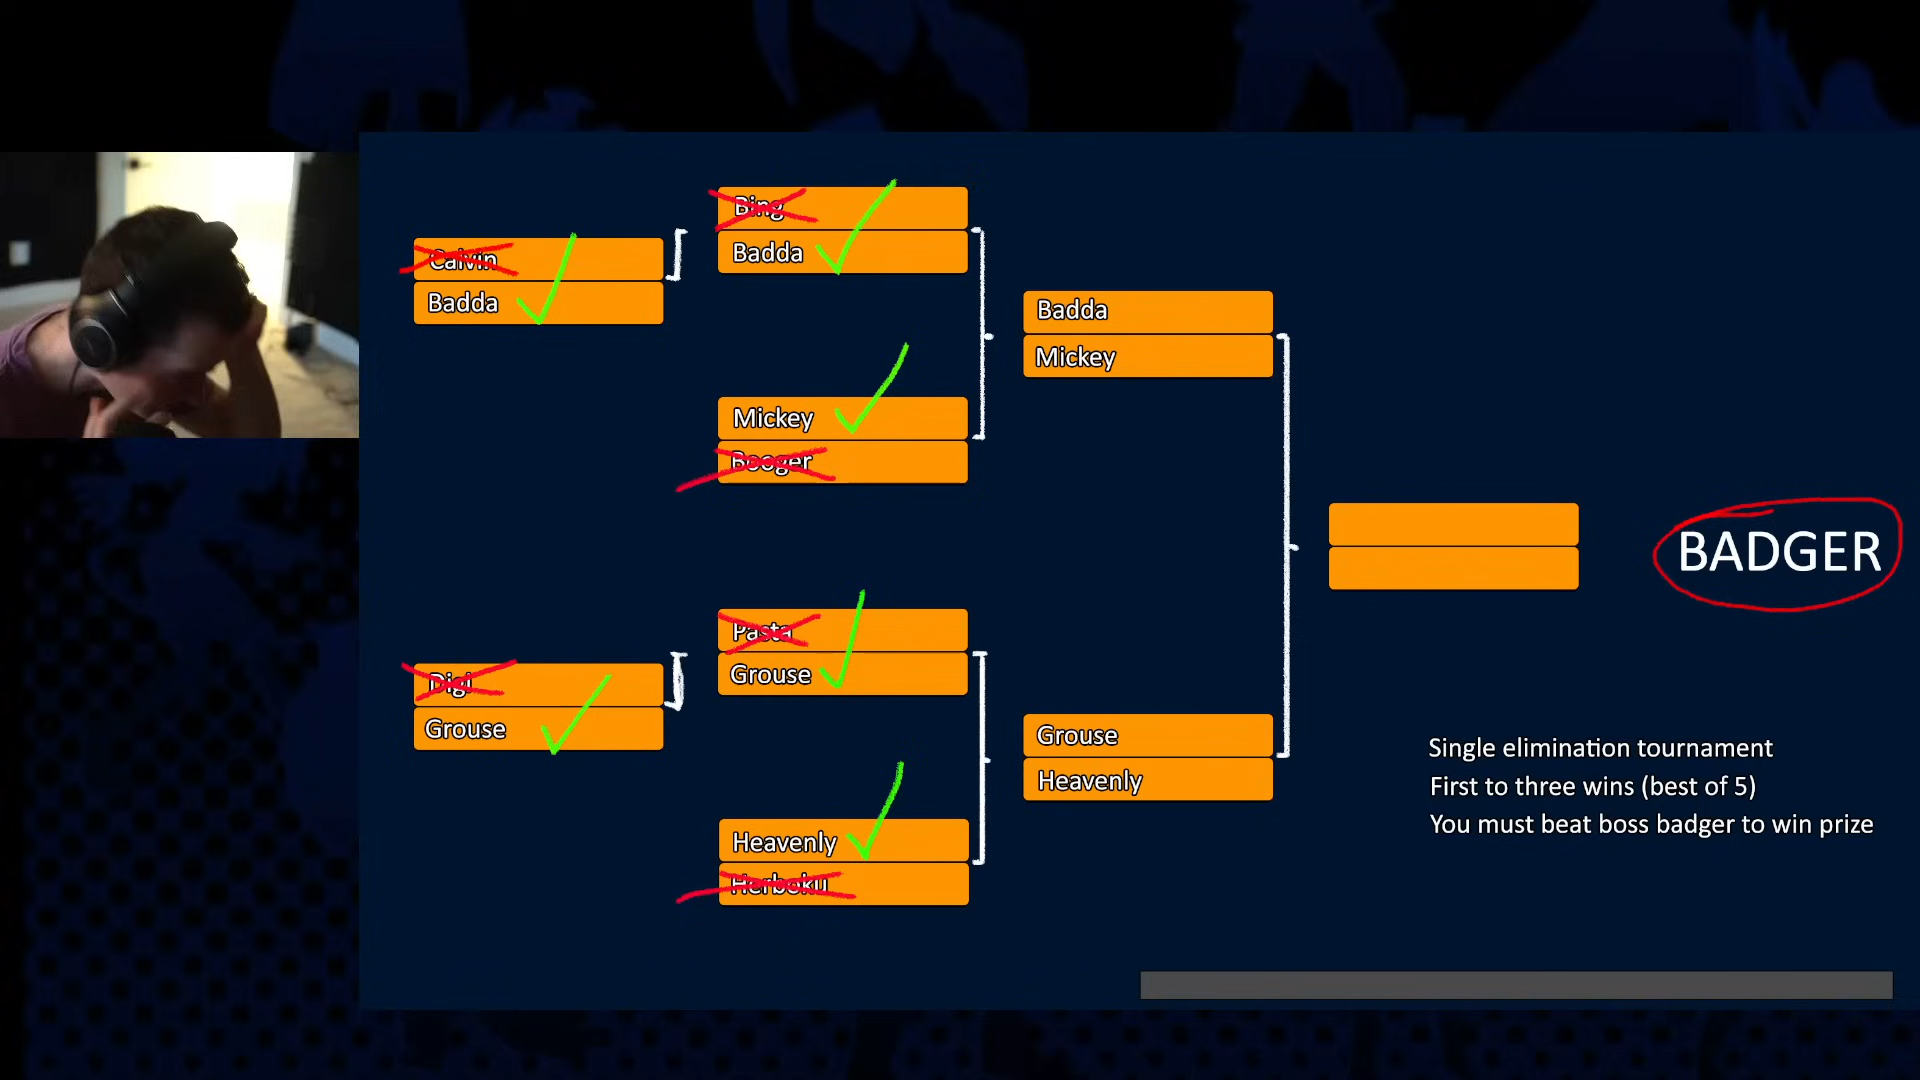 Calvin
Badda
Bing
Badda
Mickey
Booger
Badda
Mickey
BADGER
Digi
Grouse
Pasta
Grouse
Heavenly
Herboku
Grouse
Heavenly
Single elimination tournament
First to three wins (best of 5)
You must beat boss badger to win prize